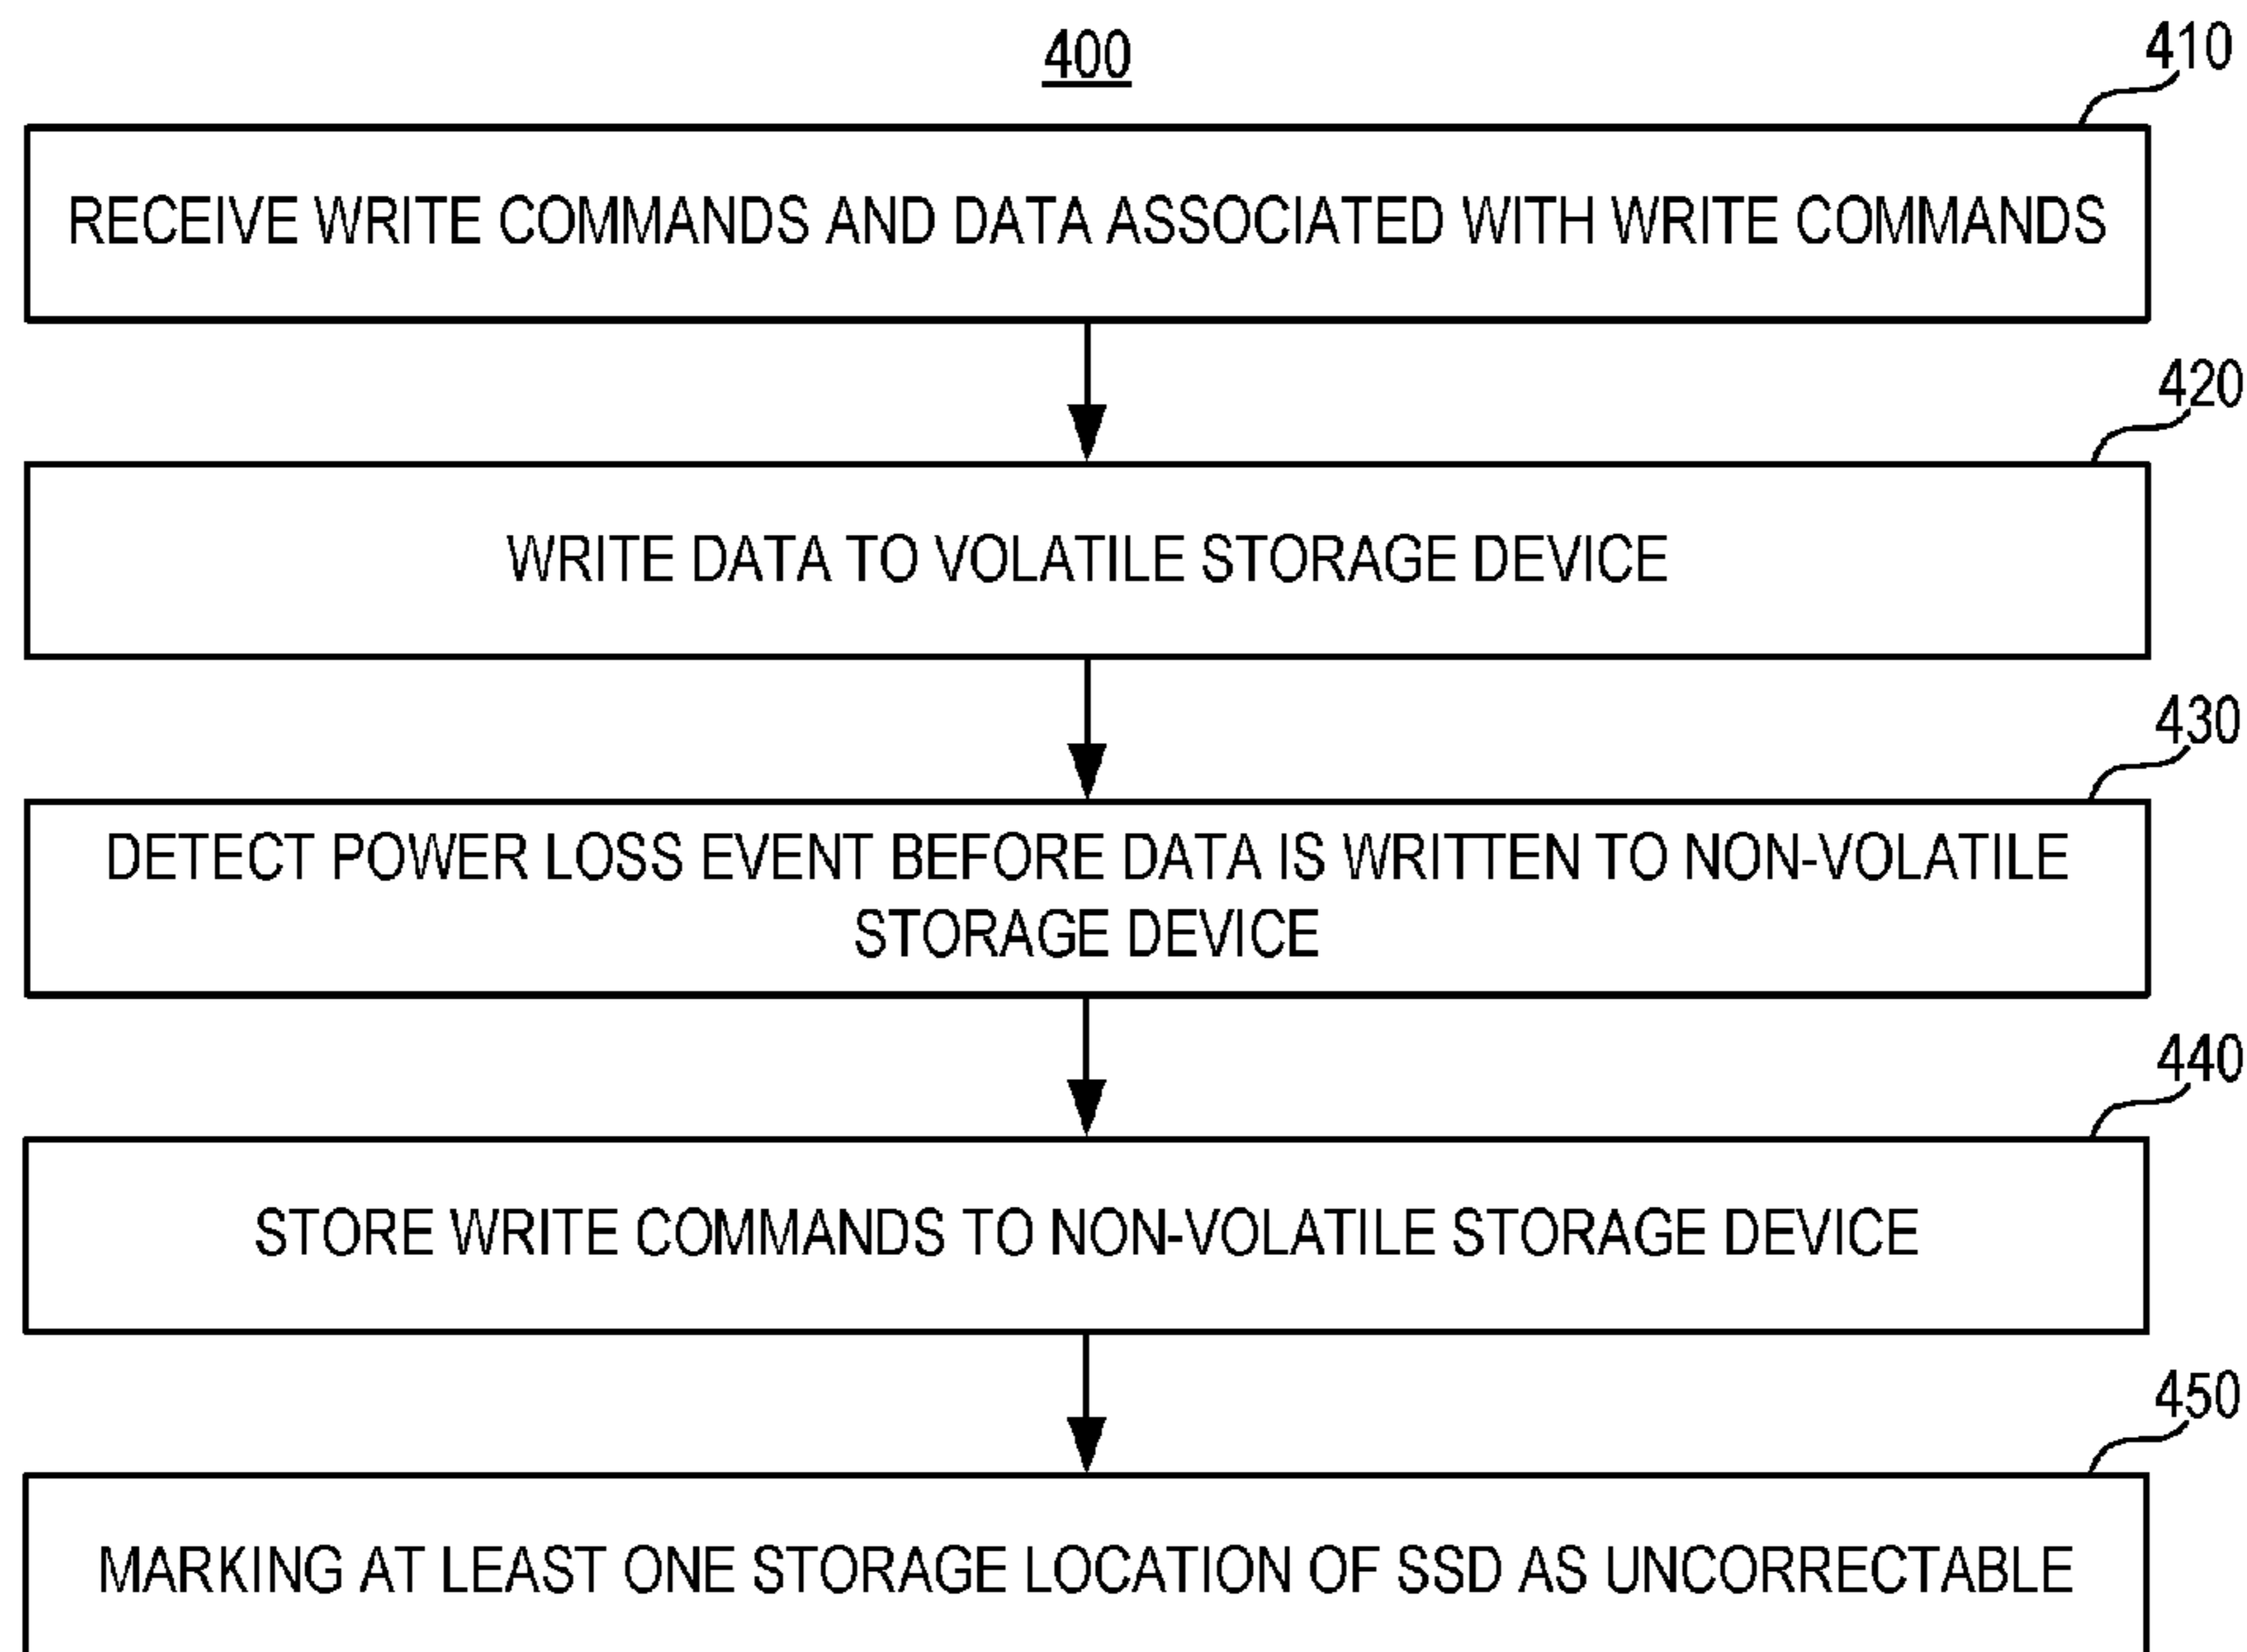 400
410
RECEIVE WRITE COMMANDS AND DATA ASSOCIATED WITH WRITE COMMANDS
420
WRITE DATA TO VOLATILE STORAGE DEVICE
430
DETECT POWER LOSS EVENT BEFORE DATA IS WRITTEN TO NON-VOLATILE
STORAGE DEVICE
440
STORE WRITE COMMANDS TO NON-VOLATILE STORAGE DEVICE
450
MARKING AT LEAST ONE STORAGE LOCATION OF SSD AS UNCORRECTABLE